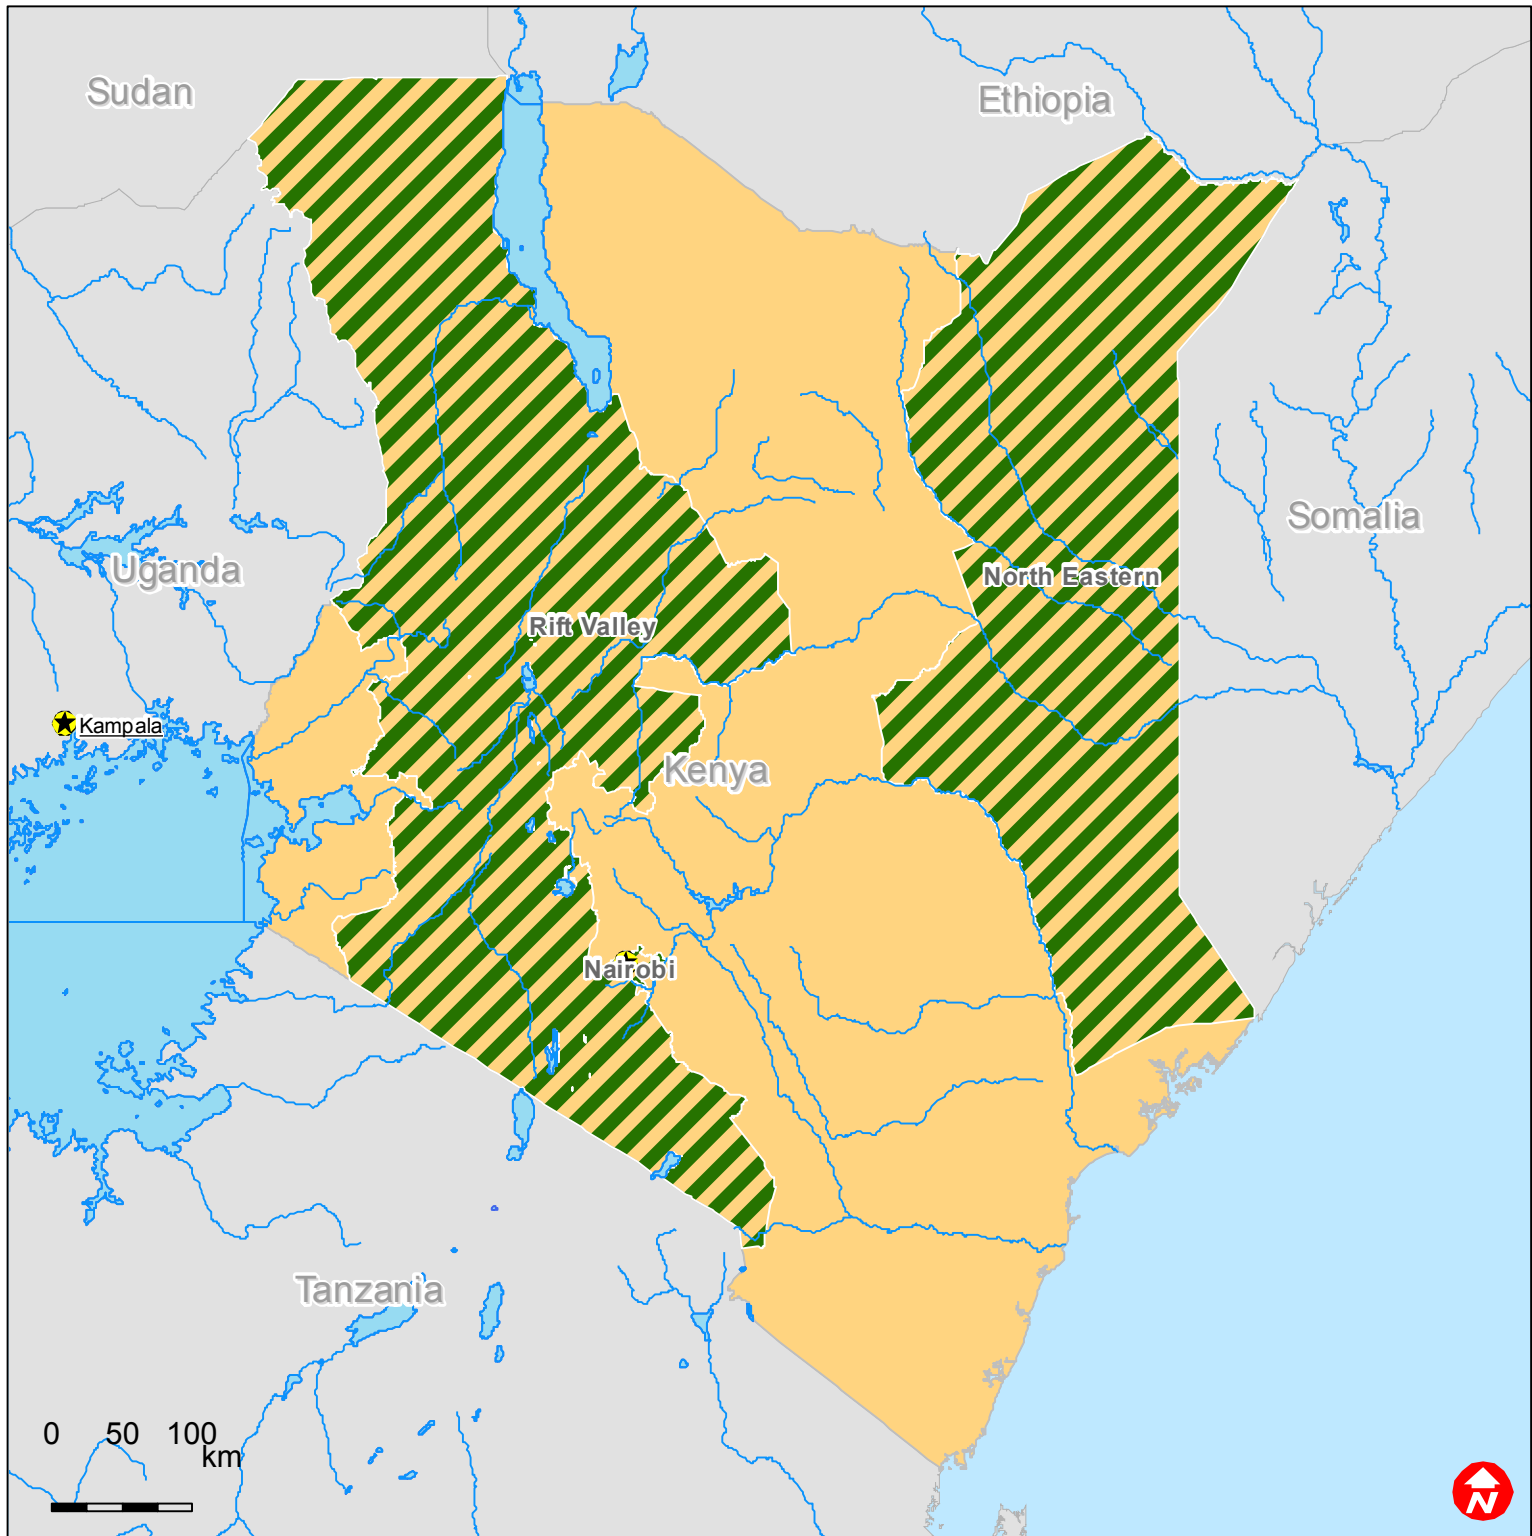 Sudan
Ethiopia
Somalia
Uganda
North Eastern
Rift Valley
Kampala
Kenya
Nairobi
Tanzania
0 50 100
km
N